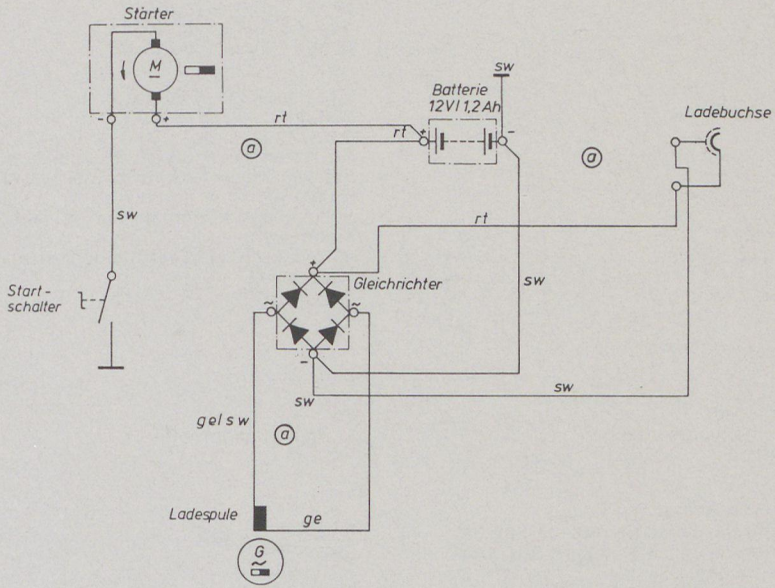 Starter
M
- +
rt
a
sw
Batterie
12V/1,2Ah
rt + -
a
Ladebuchse
sw
rt
Start-
schalter
+
Gleichrichter
~ ~
-
sw
sw
sw
ge/sw
a
Ladespule
ge
G
~